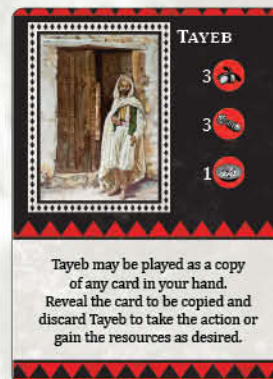 TAYEB
3
3
1
Tayeb may be played as a copy
of any card in your hand.
Reveal the card to be copied and
discard Tayeb to take the action or
gain the resources as desired.